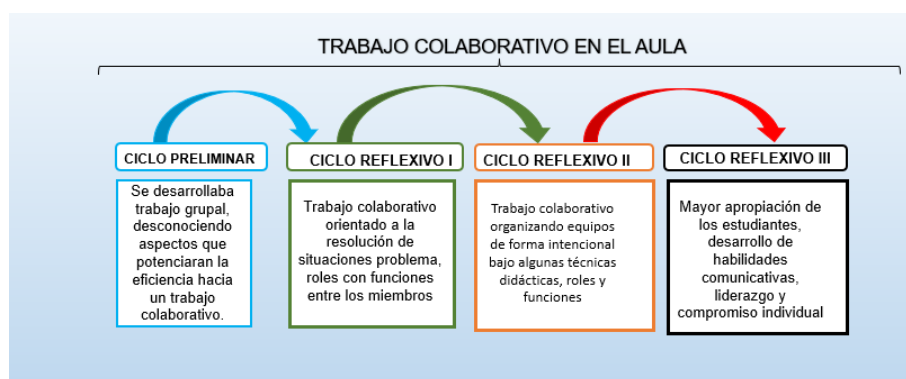 TRABAJO COLABORATIVO EN EL AULA
CICLO PRELIMINAR
Se desarrollaba
trabajo grupal,
desconociendo
aspectos que
potenciaran la
eficiencia hacia
un trabajo
colaborativo.
CICLO REFLEXIVO I
Trabajo colaborativo
orientado a la
resolución de
situaciones problema,
roles con funciones
entre los miembros
CICLO REFLEXIVO II
Trabajo colaborativo
organizando equipos
de forma intencional
bajo algunas técnicas
didácticas, roles y
funciones
CICLO REFLEXIVO III
Mayor apropiación de
los estudiantes,
desarrollo de
habilidades
comunicativas,
liderazgo y
compromiso individual